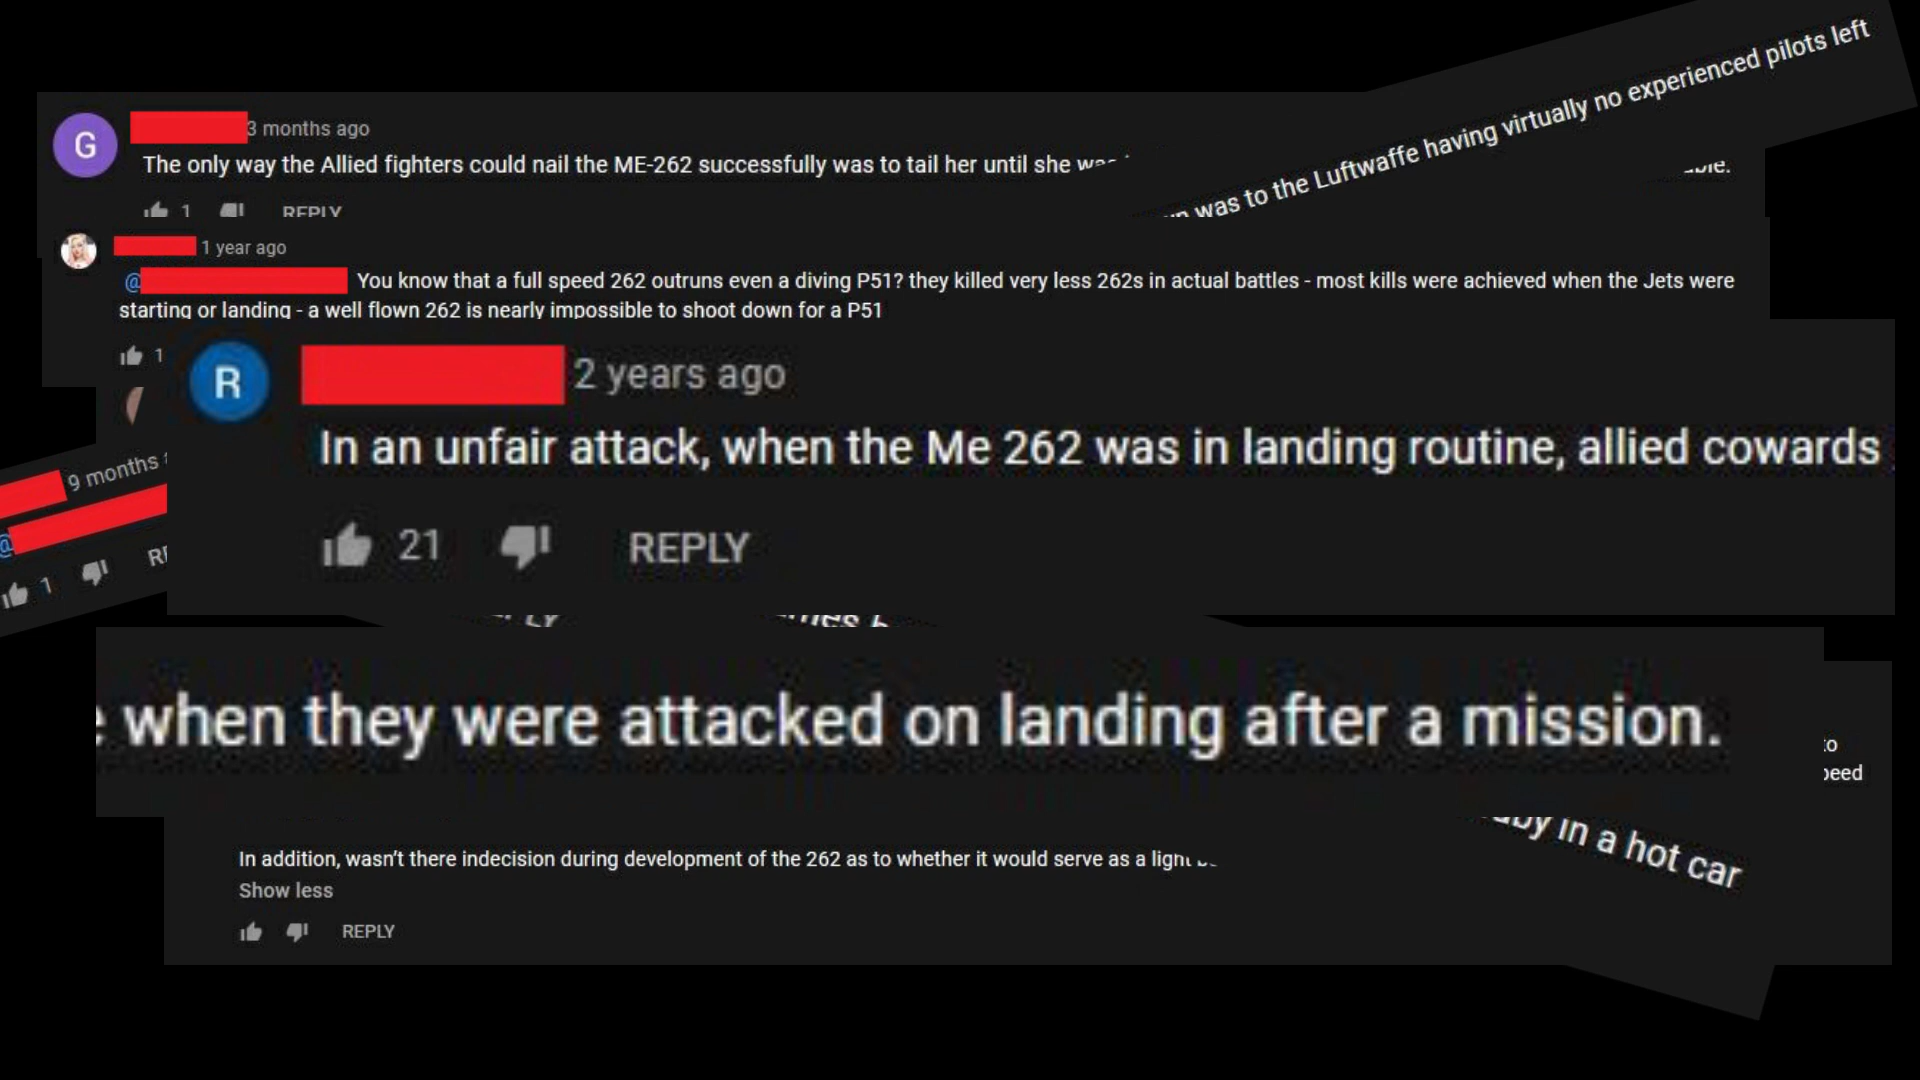 was to the Luftwaffe having virtually no experienced pilots left
G
3 months ago
The only way the Allied fighters could nail the ME-262 successfully was to tail her until she was
1
REPLY
1 year ago
@ You know that a full speed 262 outruns even a diving P51? they killed very less 262s in actual battles - most kills were achieved when the Jets were
starting or landing - a well flown 262 is nearly impossible to shoot down for a P51
1
R
2 years ago
In an unfair attack, when the Me 262 was in landing routine, allied cowards
21
REPLY
9 months
@
1
when they were attacked on landing after a mission.
in a hot car
In addition, wasn't there indecision during development of the 262 as to whether it would serve as a light
Show less
REPLY